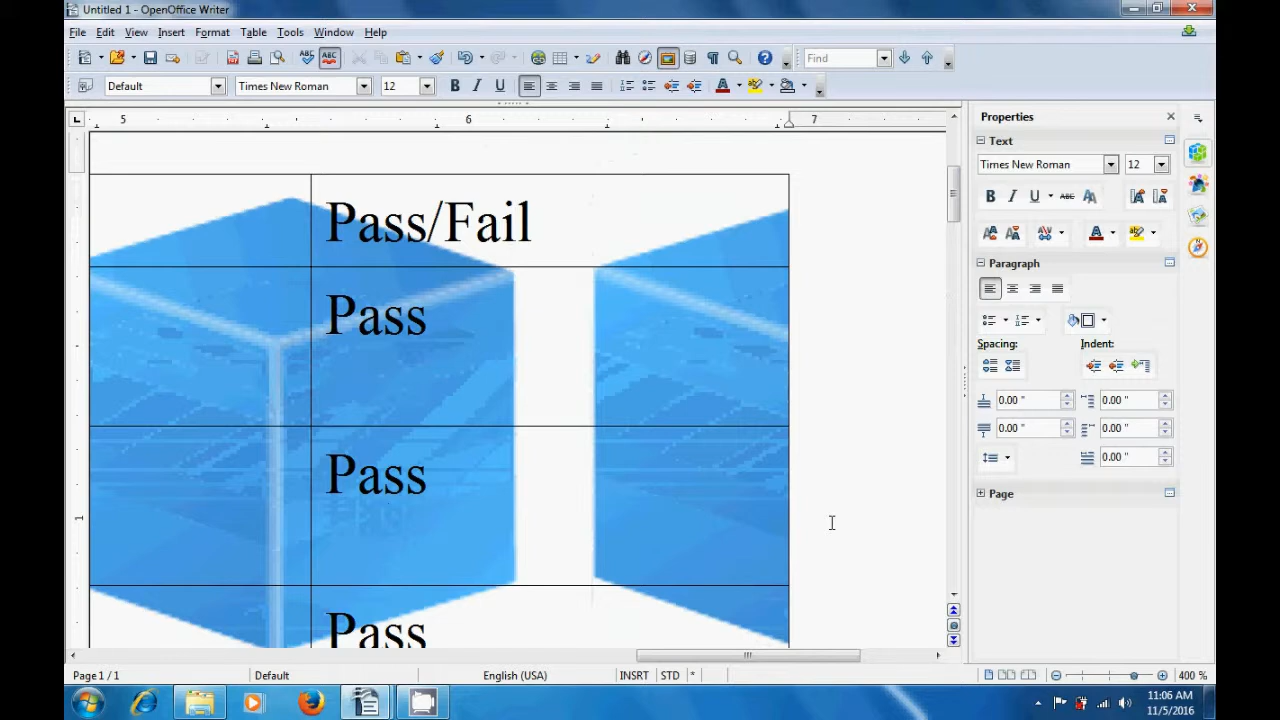 Untitled 1 - OpenOffice Writer
File Edit View Insert Format Table Tools Window Help
Find
Default Times New Roman 12 B I U
5 6 7
Properties
Text
Times New Roman 12
B I U ABC
Paragraph
Spacing: Indent:
0.00 " 0.00 "
0.00 " 0.00 "
0.00 "
Page
Pass/Fail
Pass
Pass
1
Pass
Page 1 / 1 Default English (USA) INSRT STD * 400 %
11:06 AM
11/5/2016